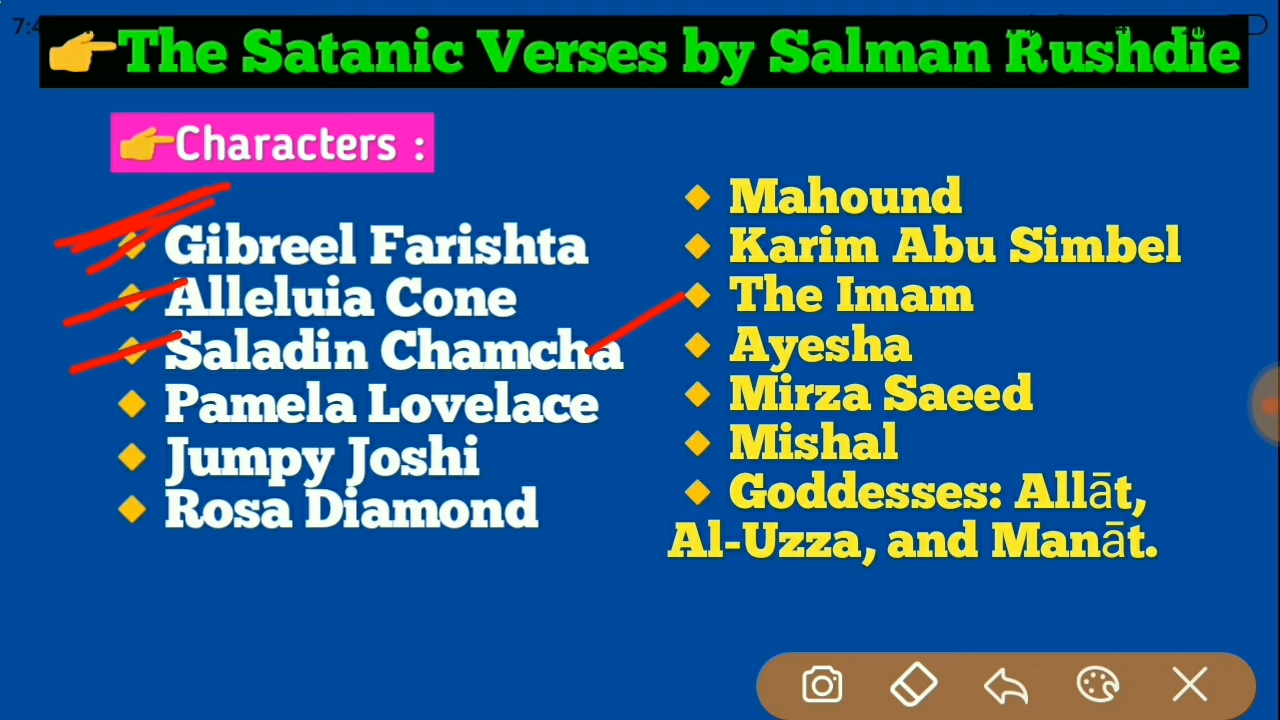 👉The Satanic Verses by Salman Rushdie
👉Characters :
🔸Gibreel Farishta
🔸Alleluia Cone
🔸Saladin Chamcha
🔸Pamela Lovelace
🔸Jumpy Joshi
🔸Rosa Diamond
🔸Mahound
🔸Karim Abu Simbel
🔸The Imam
🔸Ayesha
🔸Mirza Saeed
🔸Mishal
🔸Goddesses: Allāt,
Al-Uzza, and Manāt.